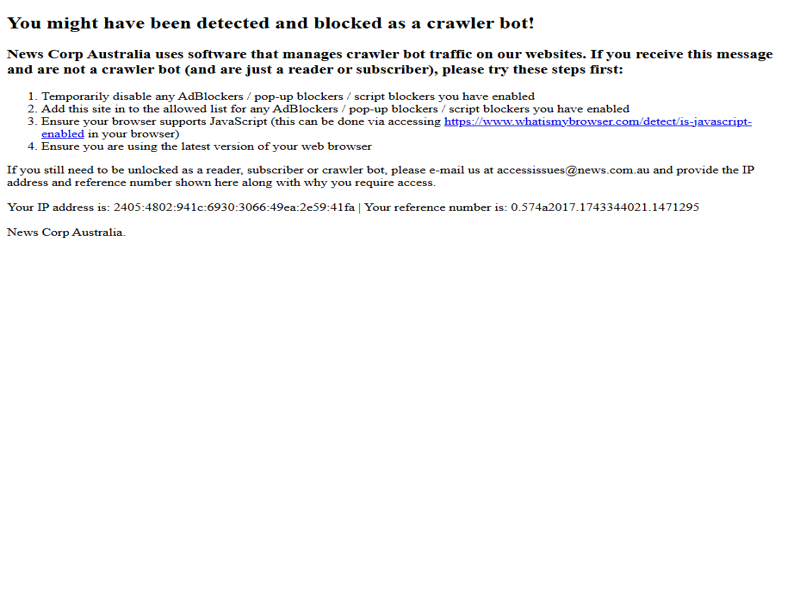 You might have been detected and blocked as a crawler bot!
News Corp Australia uses software that manages crawler bot traffic on our websites. If you receive this message
and are not a crawler bot (and are just a reader or subscriber), please try these steps first:
1. Temporarily disable any AdBlockers / pop-up blockers / script blockers you have enabled
2. Add this site in to the allowed list for any AdBlockers / pop-up blockers / script blockers you have enabled
3. Ensure your browser supports JavaScript (this can be done via accessing https://www.whatismybrowser.com/detect/is-javascript-
enabled in your browser)
4. Ensure you are using the latest version of your web browser
If you still need to be unlocked as a reader, subscriber or crawler bot, please e-mail us at accessissues@news.com.au and provide the IP
address and reference number shown here along with why you require access.
Your IP address is: 2405:4802:941c:6930:3066:49ea:2e59:41fa | Your reference number is: 0.574a2017.1743344021.1471295
News Corp Australia.